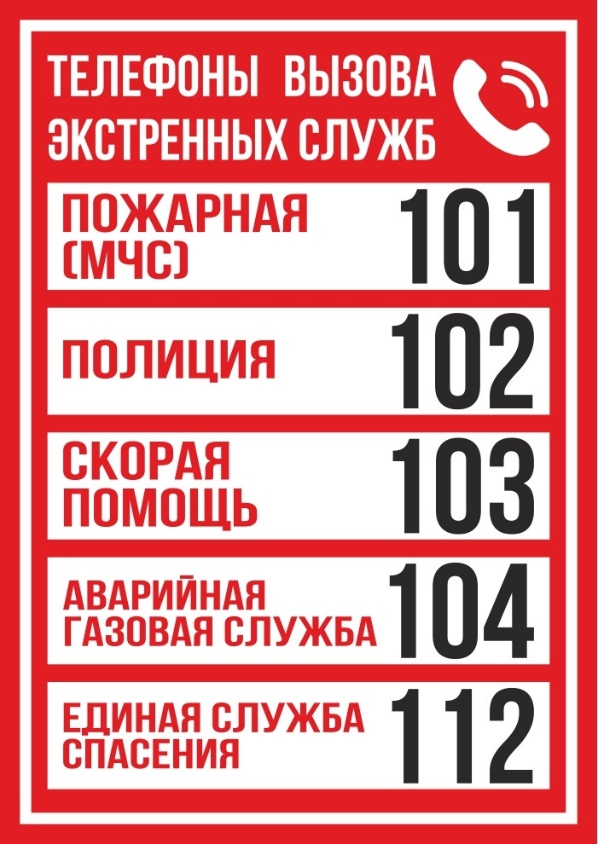 ТЕЛЕФОНЫ ВЫЗОВА
ЭКСТРЕННЫХ СЛУЖБ
ПОЖАРНАЯ
(МЧС)
101
ПОЛИЦИЯ
102
СКОРАЯ
ПОМОЩЬ
103
АВАРИЙНАЯ
ГАЗОВАЯ СЛУЖБА
104
ЕДИНАЯ СЛУЖБА
СПАСЕНИЯ
112